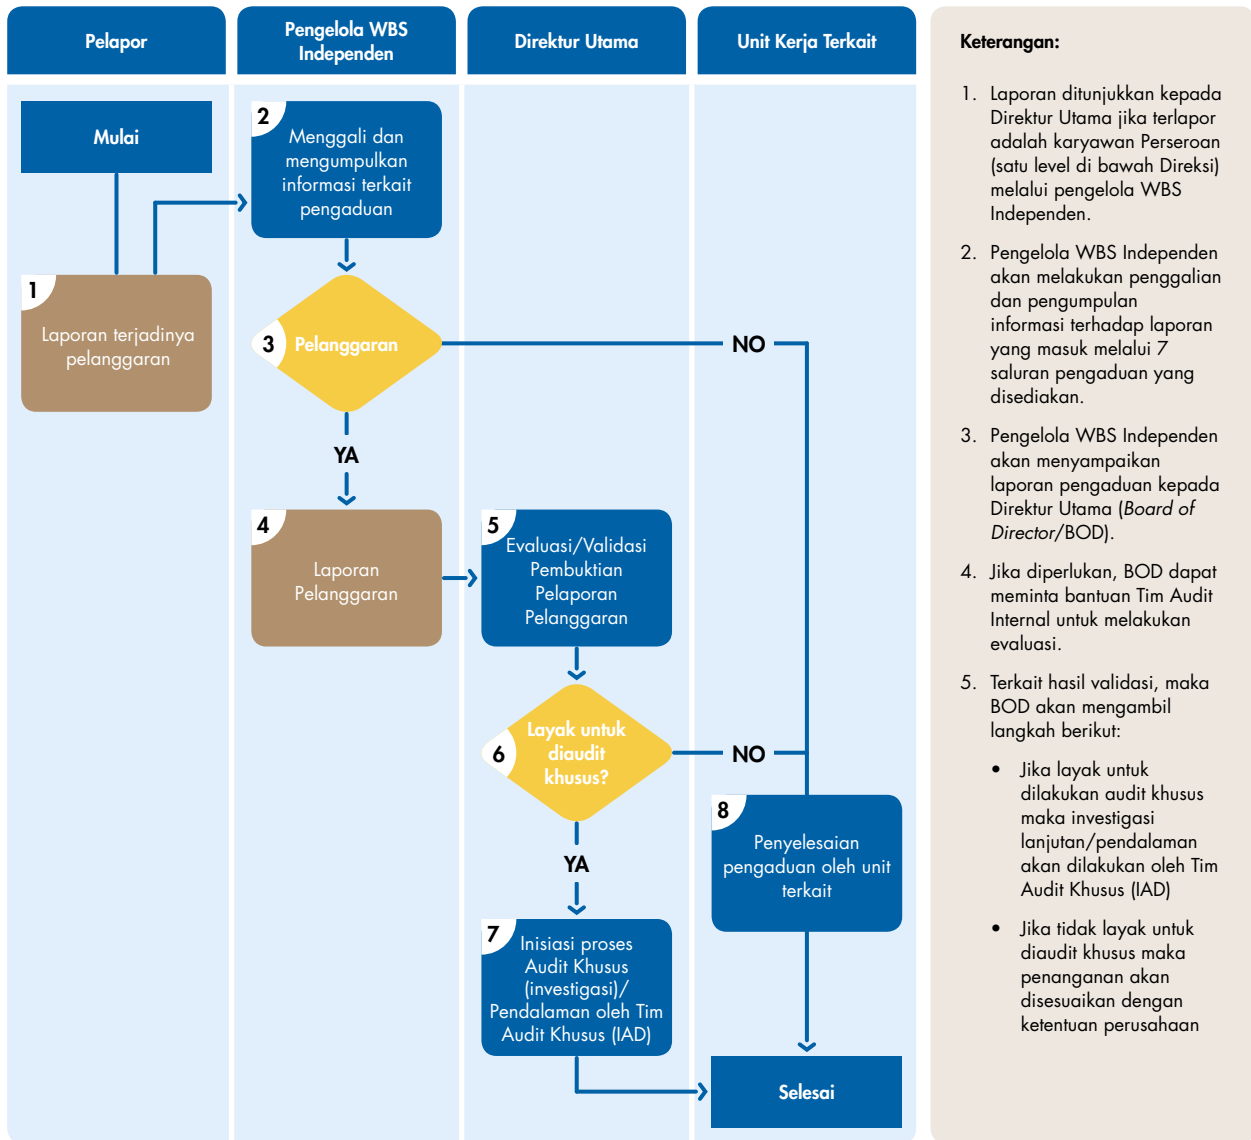 Pelapor
Pengelola WBS
Independen
Direktur Utama
Unit Kerja Terkait
Mulai
1
Laporan terjadinya
pelanggaran
2
Menggali dan
mengumpulkan
informasi terkait
pengaduan
3
Pelanggaran
NO
YA
4
Laporan
Pelanggaran
5
Evaluasi/Validasi
Pembuktian
Pelaporan
Pelanggaran
6
Layak untuk
diaudit
khusus?
NO
YA
7
Inisiasi proses
Audit Khusus
(investigasi)/
Pendalaman oleh Tim
Audit Khusus (IAD)
8
Penyelesaian
pengaduan oleh unit
terkait
Selesai
Keterangan:
1. Laporan ditunjukkan kepada
Direktur Utama jika terlapor
adalah karyawan Perseroan
(satu level di bawah Direksi)
melalui pengelola WBS
Independen.
2. Pengelola WBS Independen
akan melakukan penggalian
dan pengumpulan
informasi terhadap laporan
yang masuk melalui 7
saluran pengaduan yang
disediakan.
3. Pengelola WBS Independen
akan menyampaikan
laporan pengaduan kepada
Direktur Utama (Board of
Director/BOD).
4. Jika diperlukan, BOD dapat
meminta bantuan Tim Audit
Internal untuk melakukan
evaluasi.
5. Terkait hasil validasi, maka
BOD akan mengambil
langkah berikut:
• Jika layak untuk
dilakukan audit khusus
maka investigasi
lanjutan/pendalaman
akan dilakukan oleh Tim
Audit Khusus (IAD)
• Jika tidak layak untuk
diaudit khusus maka
penanganan akan
disesuaikan dengan
ketentuan perusahaan